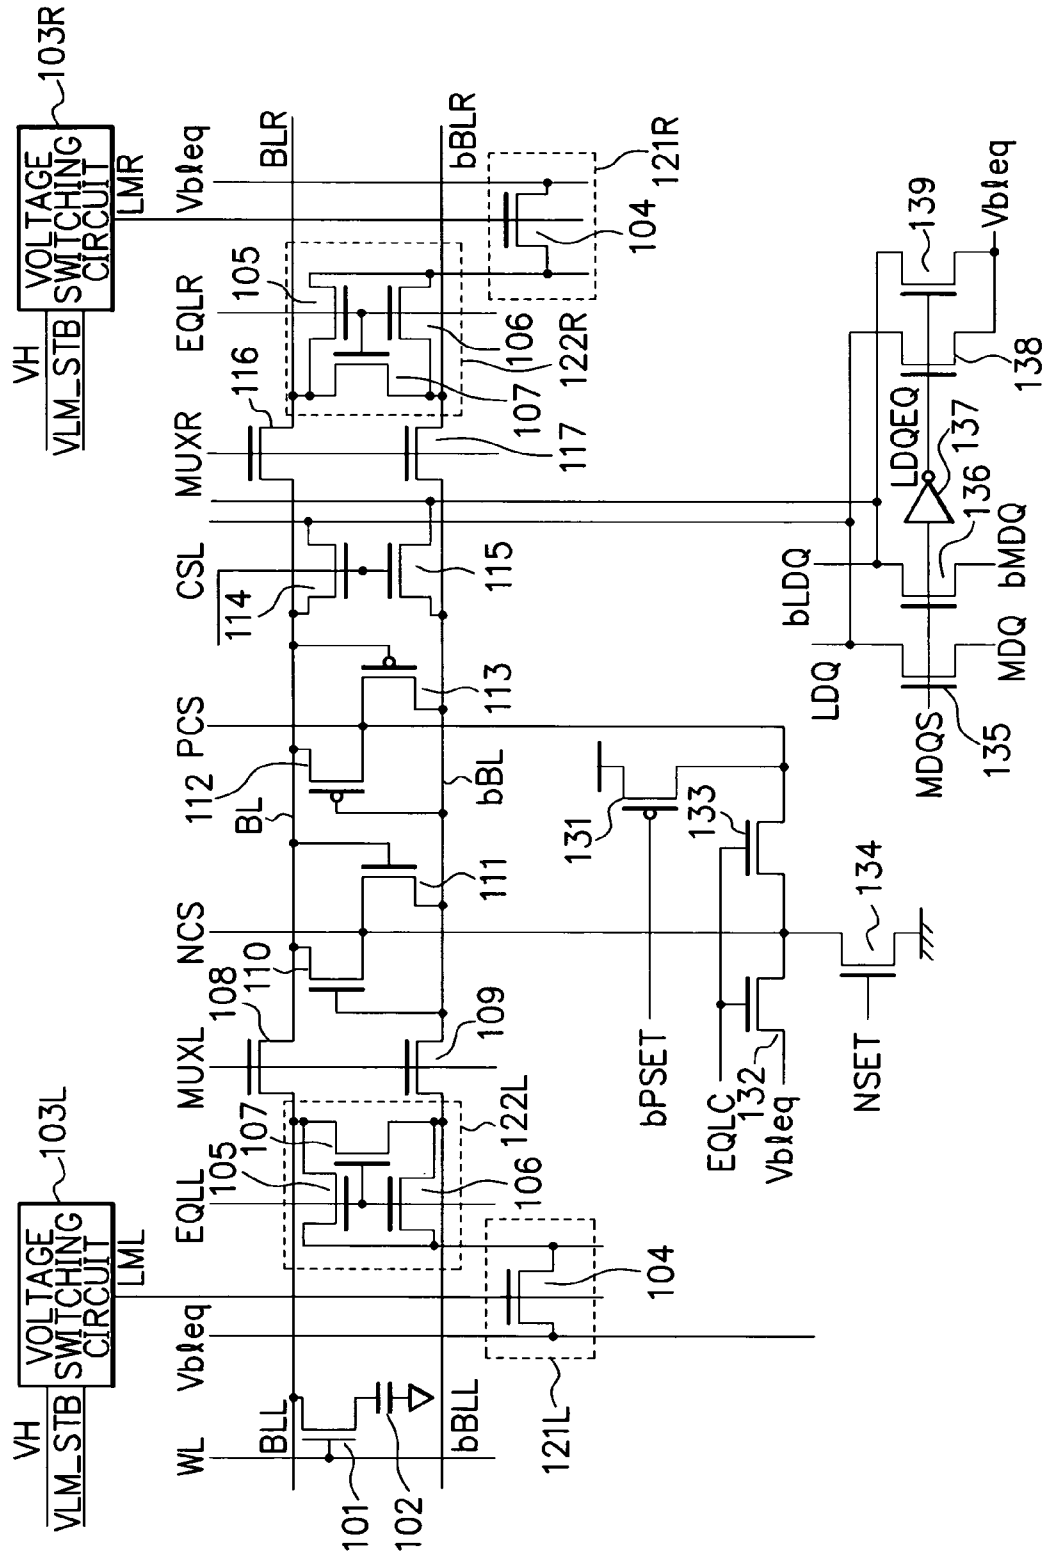 VH
VLM_STB
VOLTAGE
SWITCHING
CIRCUIT
103L
LML
VH
VLM_STB
VOLTAGE
SWITCHING
CIRCUIT
103R
LMR
WL
Vbleq
EQLL
MUXL
NCS
PCS
CSL
MUXR
EQLR
Vbleq
BLL
105
107
108
110
BL
112
114
116
105
BLR
101
102
bBLL
106
122L
109
111
bBL
113
115
117
107
106
122R
bBLR
121L
104
104
121R
bPSET
131
EQLC
132
133
Vbleq
NSET
134
LDQ
bLDQ
MDQS
135
MDQ
136
bMDQ
137
LDQEQ
138
139
Vbleq